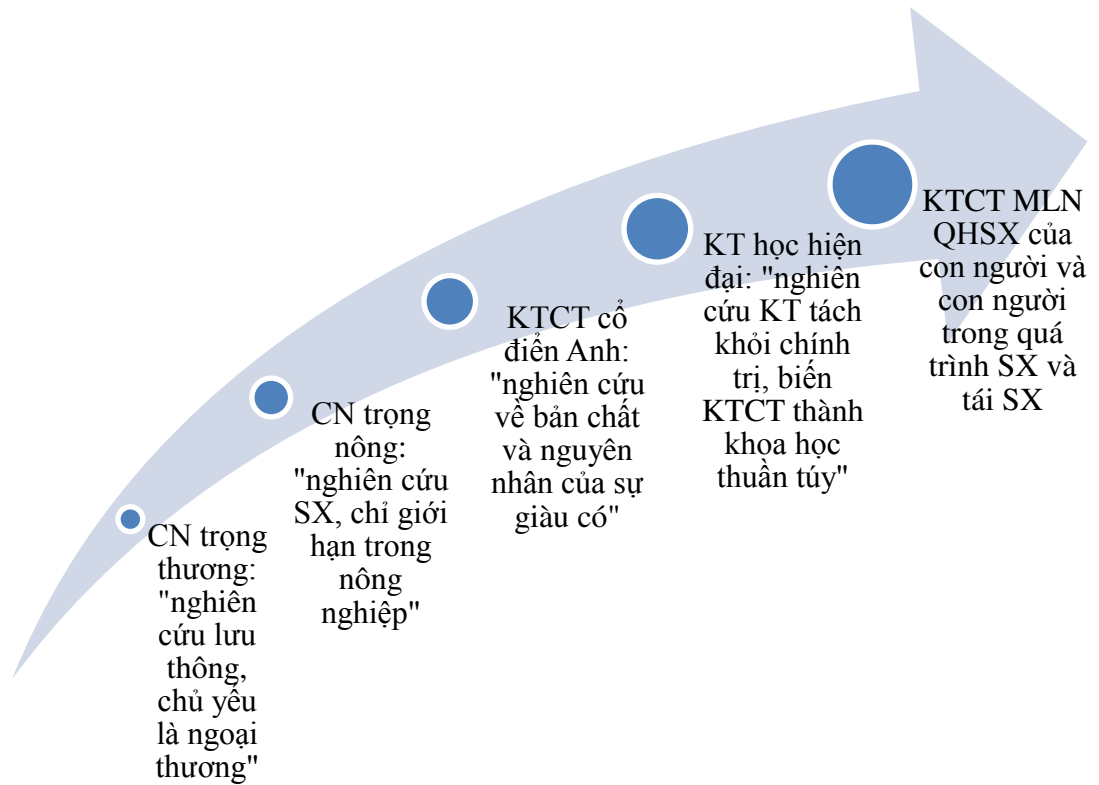 CN trọng
thương:
"nghiên
cứu lưu
thông,
chủ yếu
là ngoại
thương"
CN trọng
nông:
"nghiên cứu
SX, chỉ giới
hạn trong
nông
nghiệp"
KTCT cổ
điển Anh:
"nghiên cứu
về bản chất
và nguyên
nhân của sự
giàu có"
KT học hiện
đại: "nghiên
cứu KT tách
khỏi chính
trị, biến
KTCT thành
khoa học
thuần túy"
KTCT MLN
QHSX của
con người và
con người
trong quá
trình SX và
tái SX